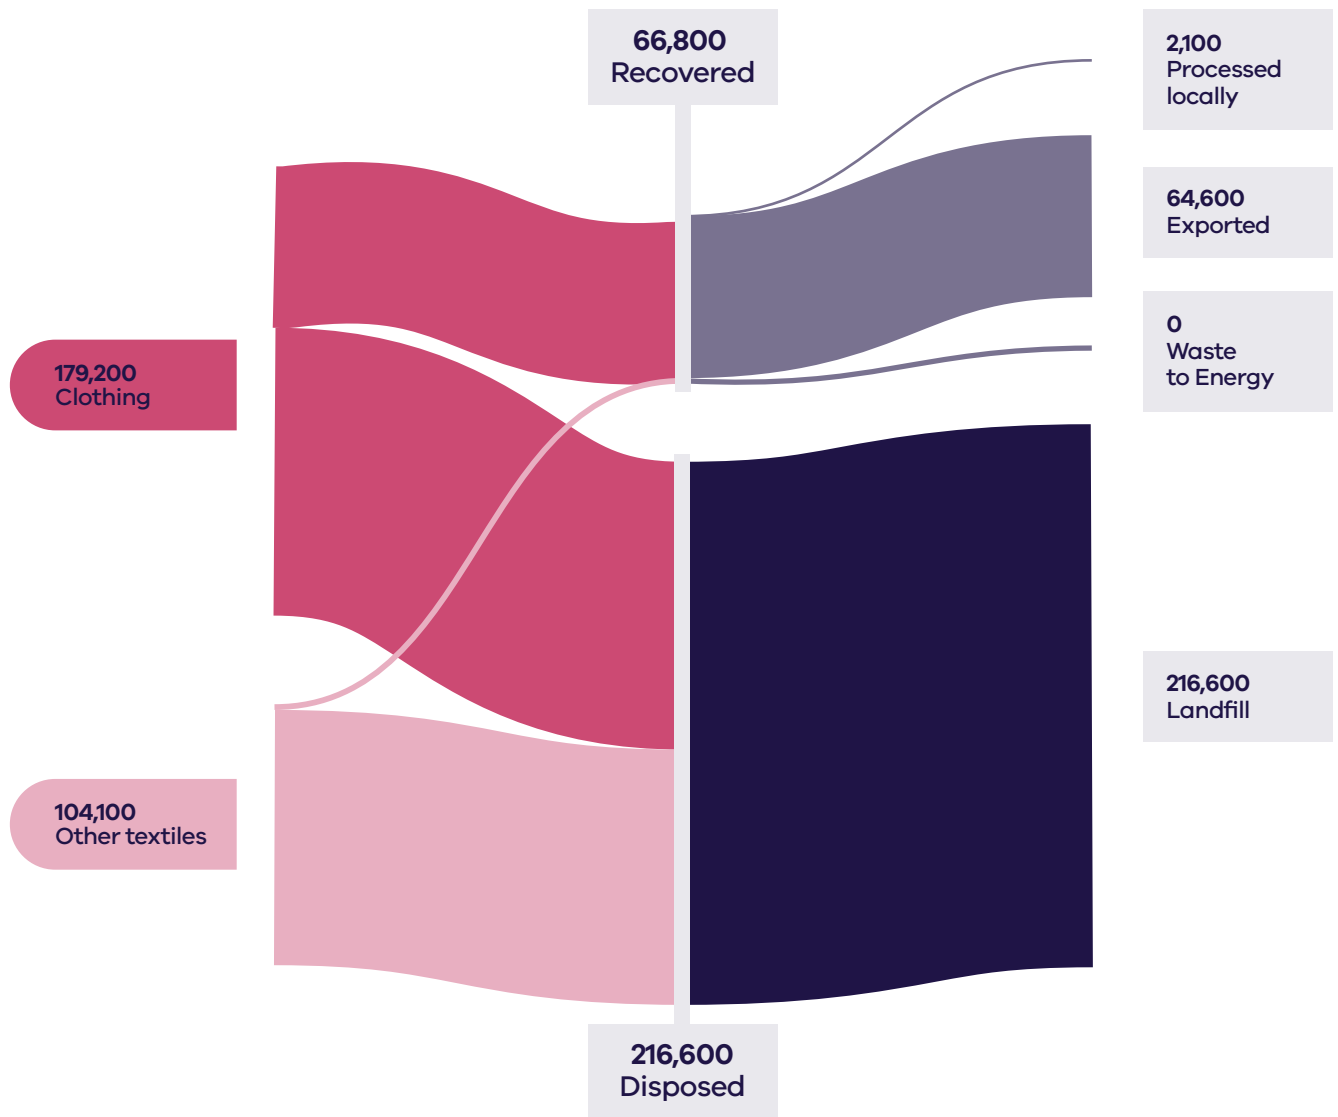 66,800
Recovered
2,100
Processed
locally
64,600
Exported
0
Waste
to Energy
179,200
Clothing
216,600
Landfill
104,100
Other textiles
216,600
Disposed